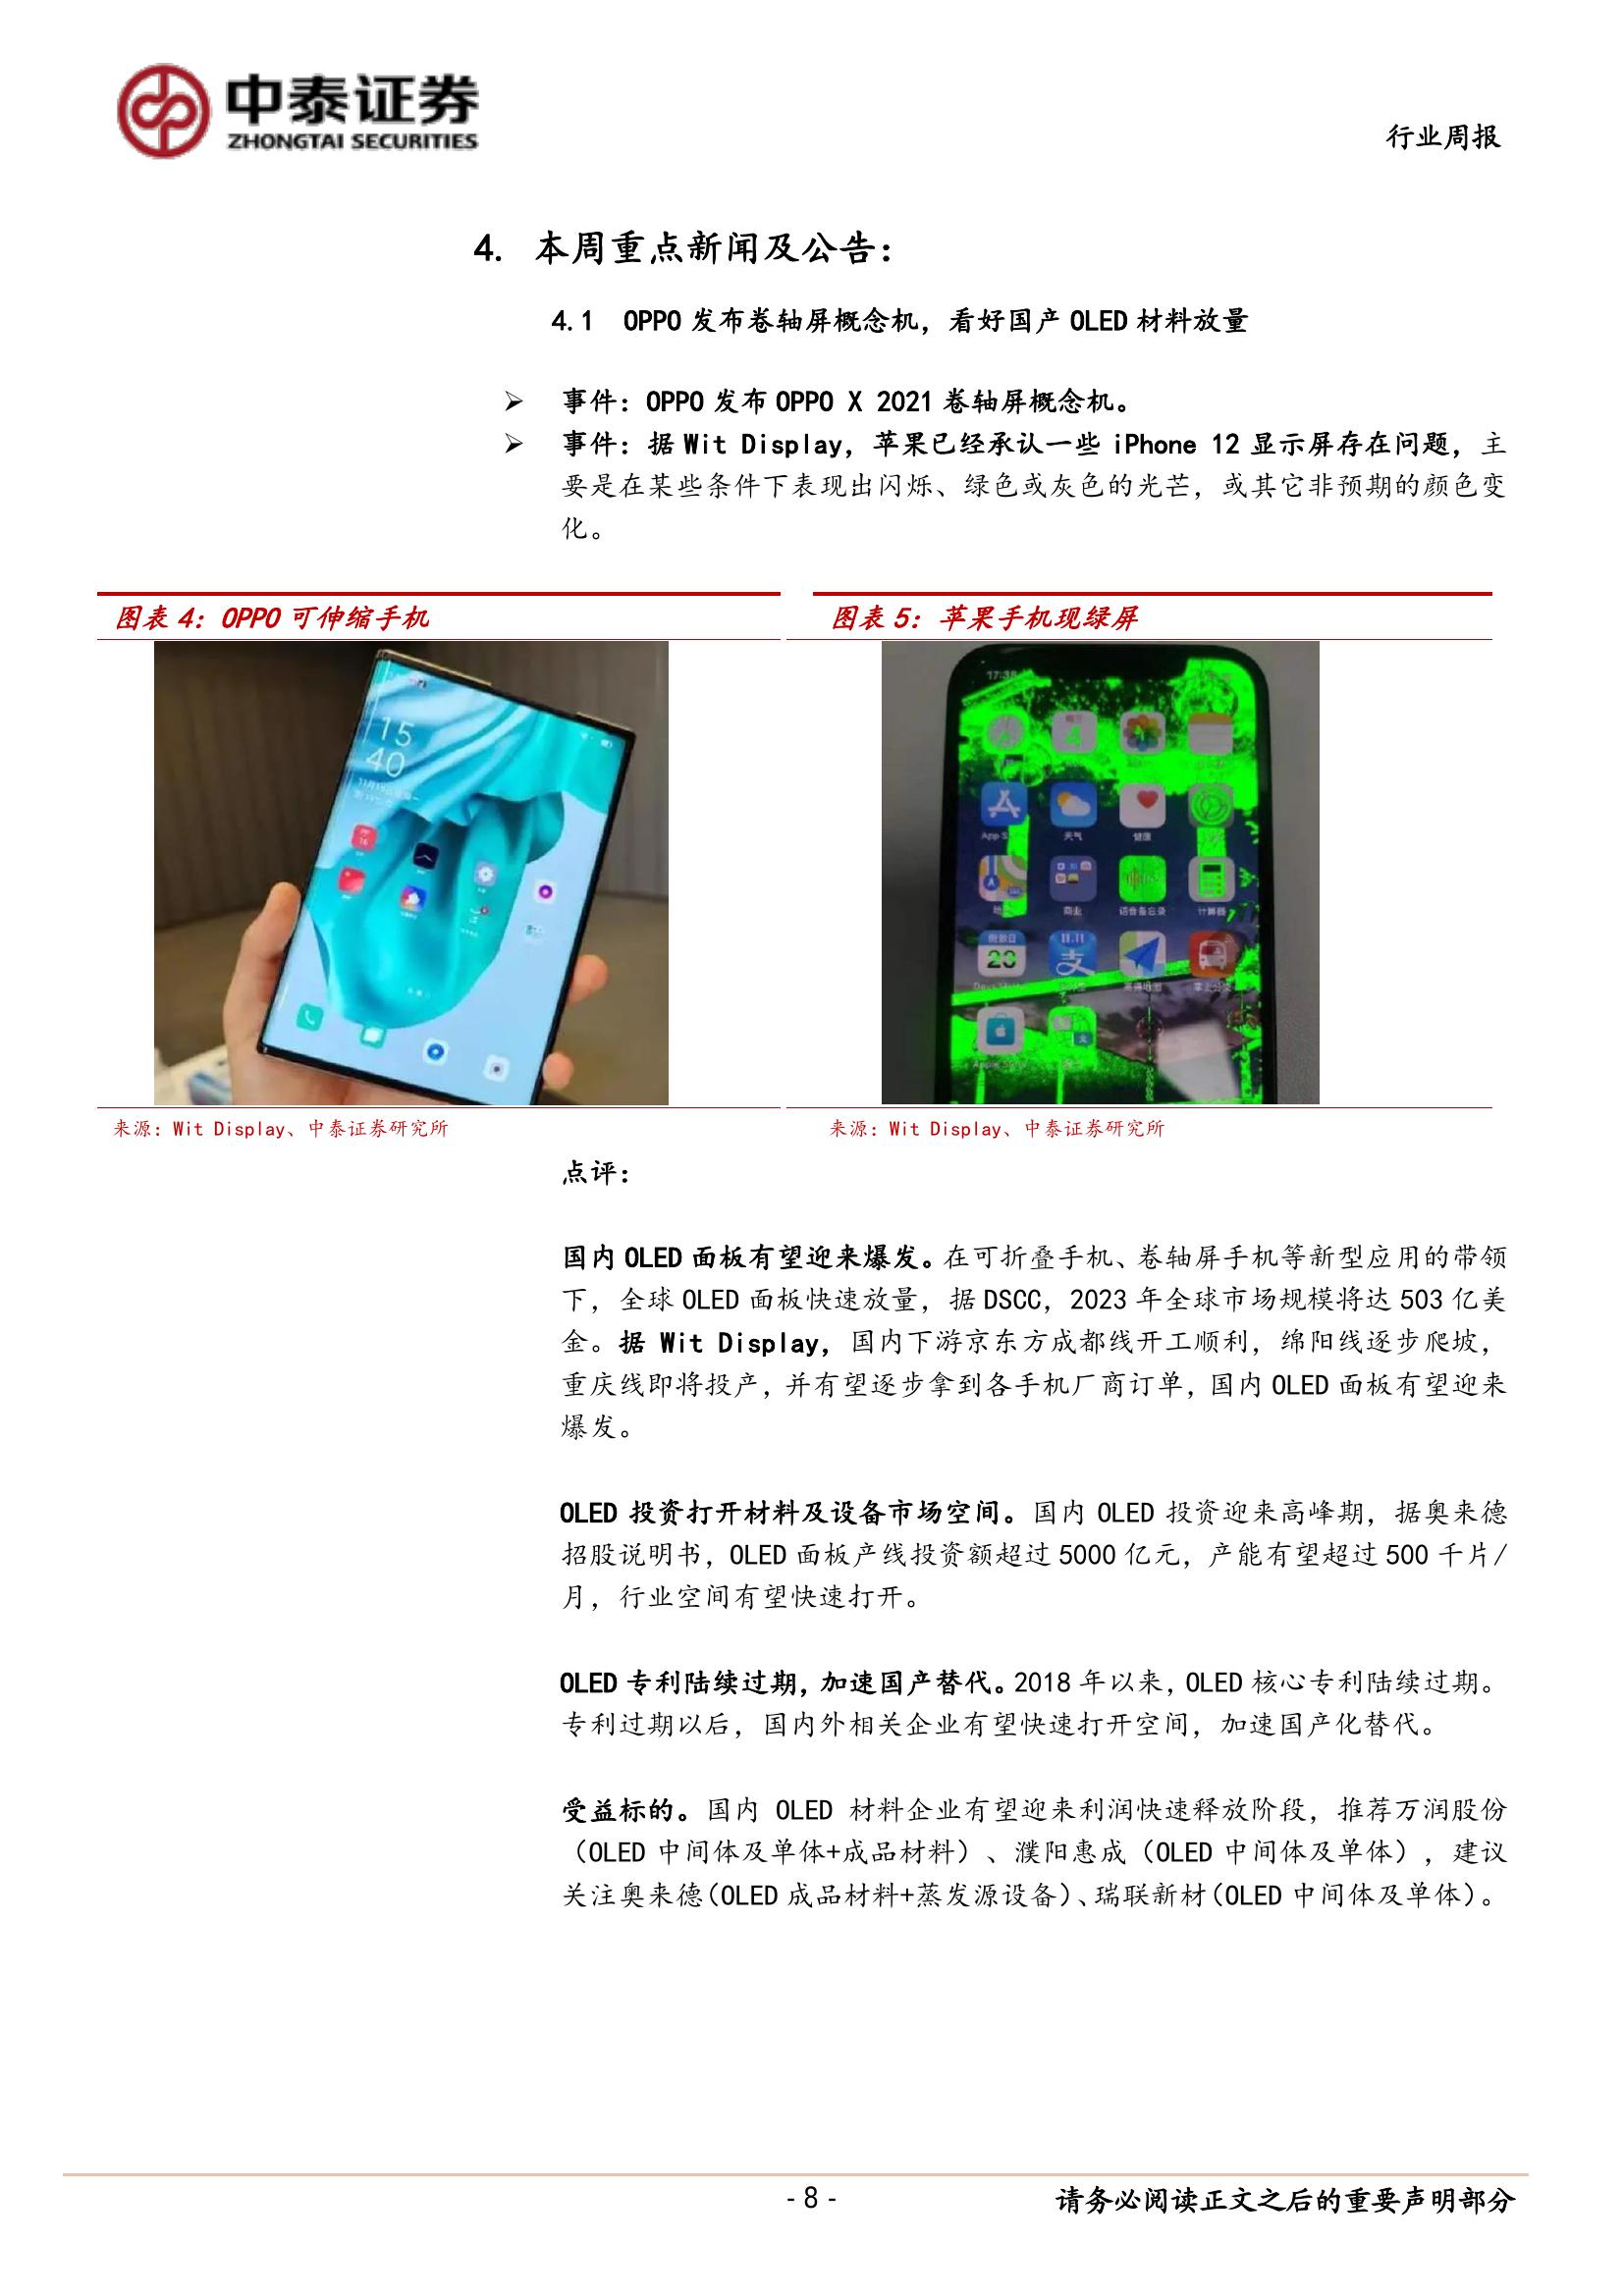 中泰证券
ZHONGTAI SECURITIES
行业周报
4. 本周重点新闻及公告：
4.1 OPPO 发布卷轴屏概念机，看好国产 OLED 材料放量
➢ 事件：OPPO 发布 OPPO X 2021 卷轴屏概念机。
➢ 事件：据 Wit Display，苹果已经承认一些 iPhone 12 显示屏存在问题，主
要是在某些条件下表现出闪烁、绿色或灰色的光芒，或其它非预期的颜色变
化。
图表 4：OPPO 可伸缩手机
图表 5：苹果手机现绿屏
15
40
天气
健康
商业
语音备忘录
计算器
倒数日
23
11.11
支
来源：Wit Display、中泰证券研究所
来源：Wit Display、中泰证券研究所
点评：
国内 OLED 面板有望迎来爆发。在可折叠手机、卷轴屏手机等新型应用的带领
下，全球 OLED 面板快速放量，据 DSCC，2023 年全球市场规模将达 503 亿美
金。据 Wit Display，国内下游京东方成都线开工顺利，绵阳线逐步爬坡，
重庆线即将投产，并有望逐步拿到各手机厂商订单，国内 OLED 面板有望迎来
爆发。
OLED 投资打开材料及设备市场空间。国内 OLED 投资迎来高峰期，据奥来德
招股说明书，OLED 面板产线投资额超过 5000 亿元，产能有望超过 500 千片/
月，行业空间有望快速打开。
OLED 专利陆续过期，加速国产替代。2018 年以来，OLED 核心专利陆续过期。
专利过期以后，国内外相关企业有望快速打开空间，加速国产化替代。
受益标的。国内 OLED 材料企业有望迎来利润快速释放阶段，推荐万润股份
（OLED 中间体及单体+成品材料）、濮阳惠成（OLED 中间体及单体），建议
关注奥来德（OLED 成品材料+蒸发源设备）、瑞联新材（OLED 中间体及单体）。
- 8 -
请务必阅读正文之后的重要声明部分